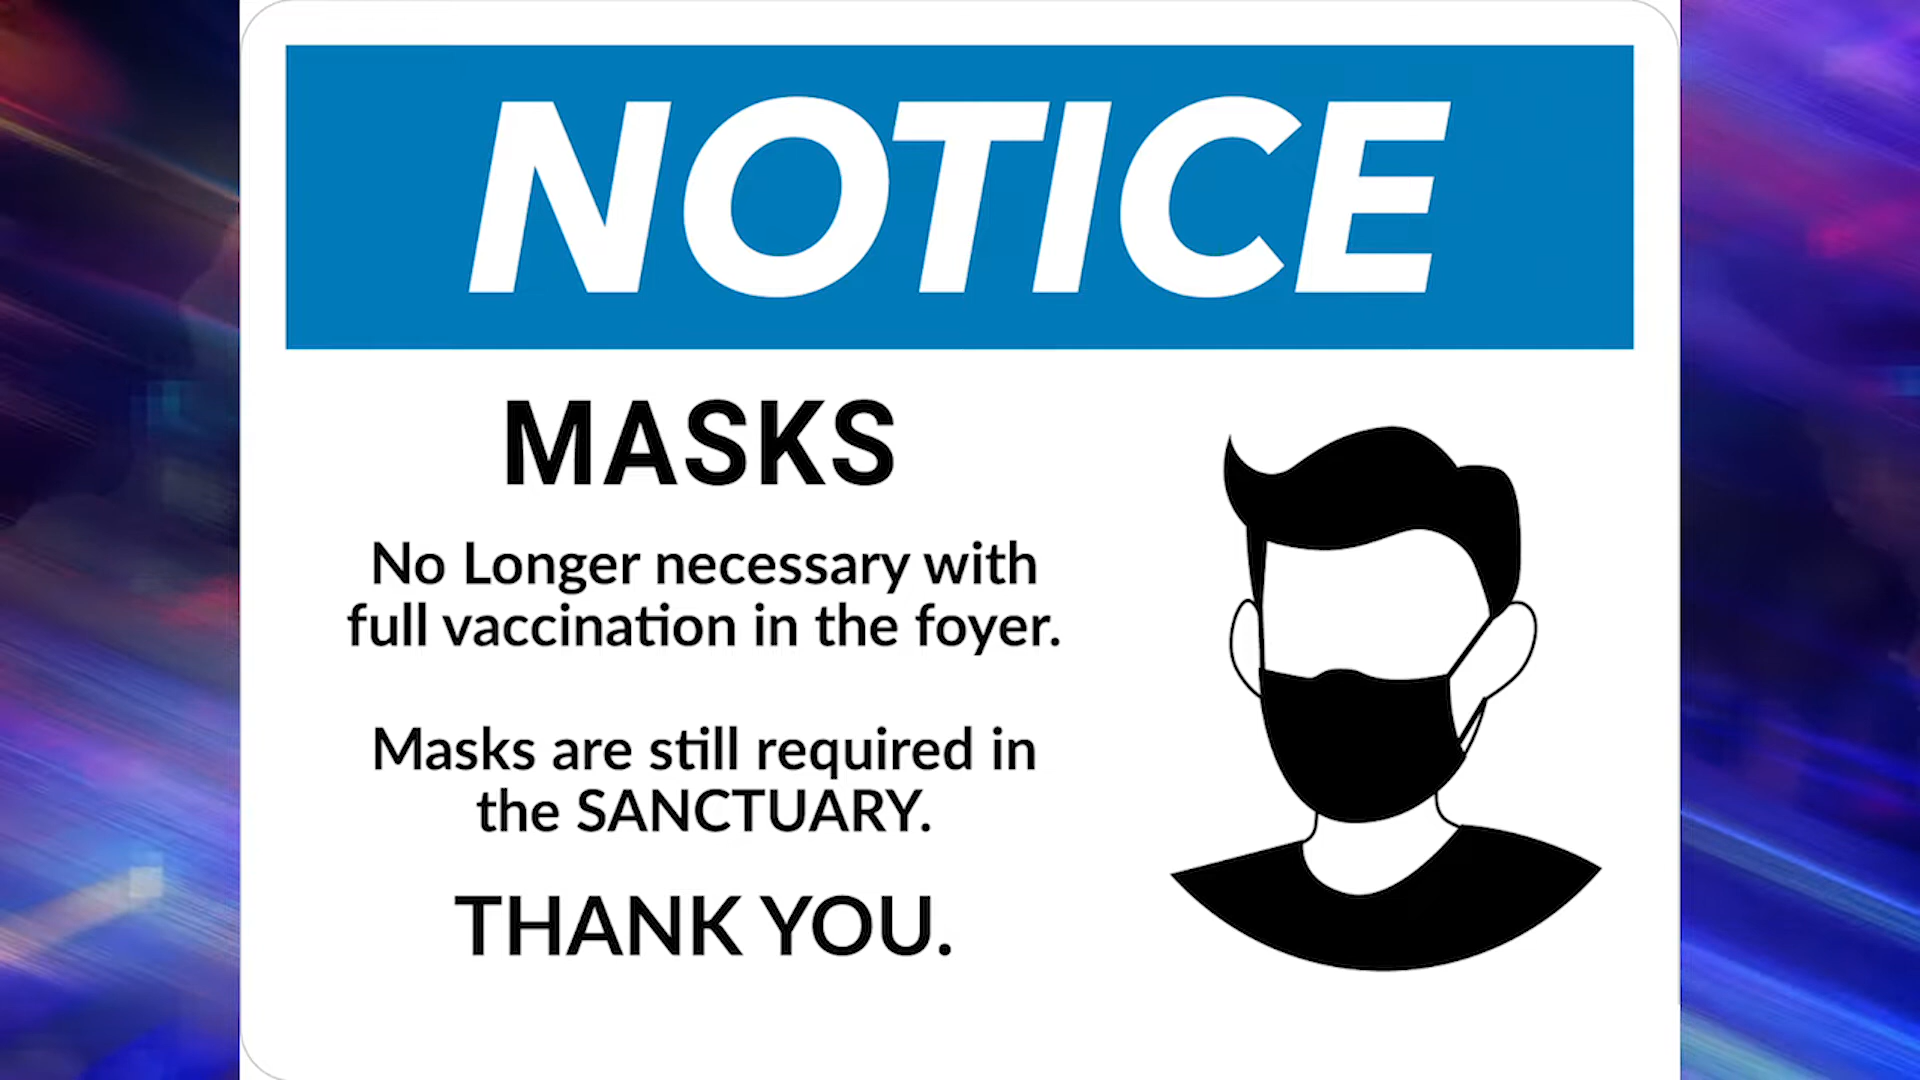 NOTICE
MASKS
No Longer necessary with
full vaccination in the foyer.
Masks are still required in
the SANCTUARY.
THANK YOU.